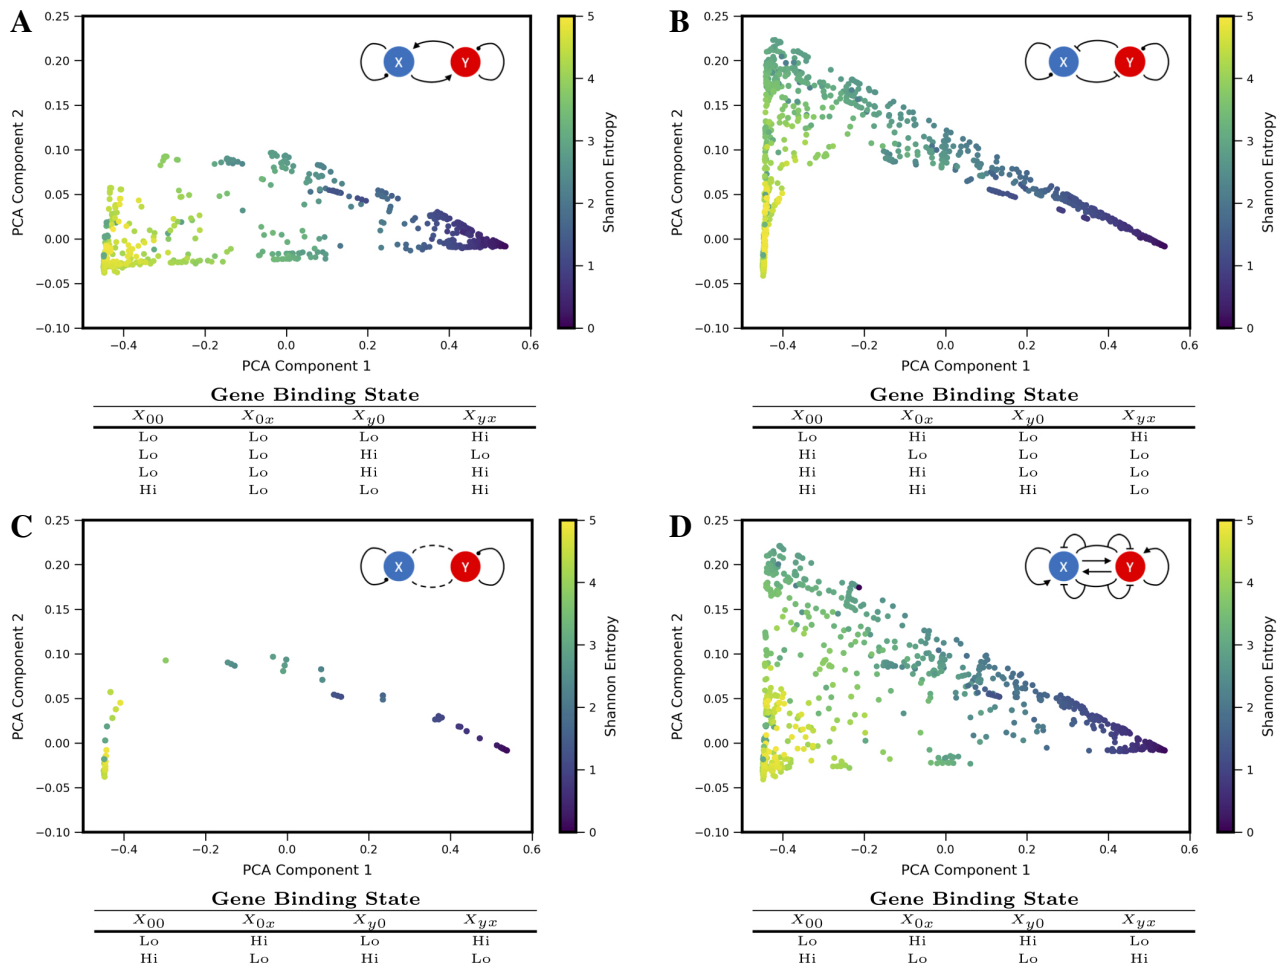 A
0.25
0.20
0.15
0.10
0.05
0.00
−0.05
−0.10
PCA Component 2
X
Y
−0.4
−0.2
0.0
0.2
0.4
0.6
PCA Component 1
5
4
3
2
1
0
Shannon Entropy
Gene Binding State
X00 X0x Xy0 Xyx
Lo Lo Lo Hi
Hi Lo Hi Lo
Lo Lo Hi Hi
Hi Lo Lo Hi
B
0.25
0.20
0.15
0.10
0.05
0.00
−0.05
−0.10
PCA Component 2
X
Y
−0.4
−0.2
0.0
0.2
0.4
0.6
PCA Component 1
5
4
3
2
1
0
Shannon Entropy
Gene Binding State
X00 X0x Xy0 Xyx
Lo Hi Lo Hi
Hi Lo Lo Lo
Hi Hi Lo Lo
Hi Hi Hi Lo
C
0.25
0.20
0.15
0.10
0.05
0.00
−0.05
−0.10
PCA Component 2
X
Y
−0.4
−0.2
0.0
0.2
0.4
0.6
PCA Component 1
5
4
3
2
1
0
Shannon Entropy
Gene Binding State
X00 X0x Xy0 Xyx
Lo Hi Lo Hi
Hi Lo Hi Lo
D
0.25
0.20
0.15
0.10
0.05
0.00
−0.05
−0.10
PCA Component 2
X
Y
−0.4
−0.2
0.0
0.2
0.4
0.6
PCA Component 1
5
4
3
2
1
0
Shannon Entropy
Gene Binding State
X00 X0x Xy0 Xyx
Lo Hi Hi Lo
Hi Lo Lo Hi